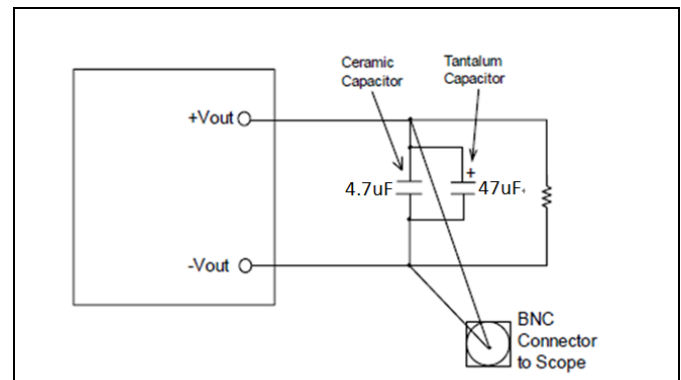 Ceramic
Capacitor
Tantalum
Capacitor
+Vout
+
4.7uF
47uF
-Vout
BNC
Connector
to Scope